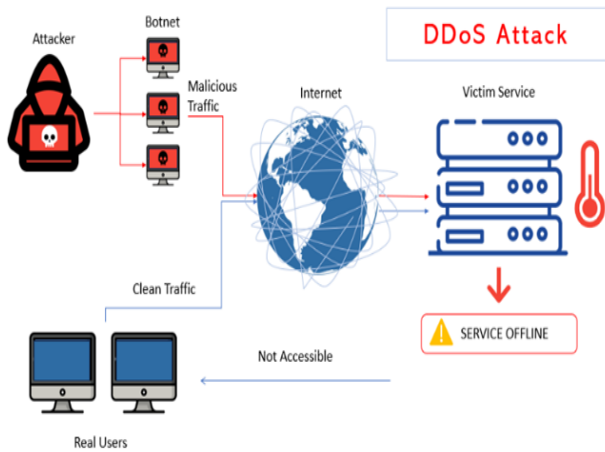 DDoS Attack
Attacker
Botnet
Malicious
Traffic
Internet
Victim Service
Clean Traffic
SERVICE OFFLINE
Not Accessible
Real Users